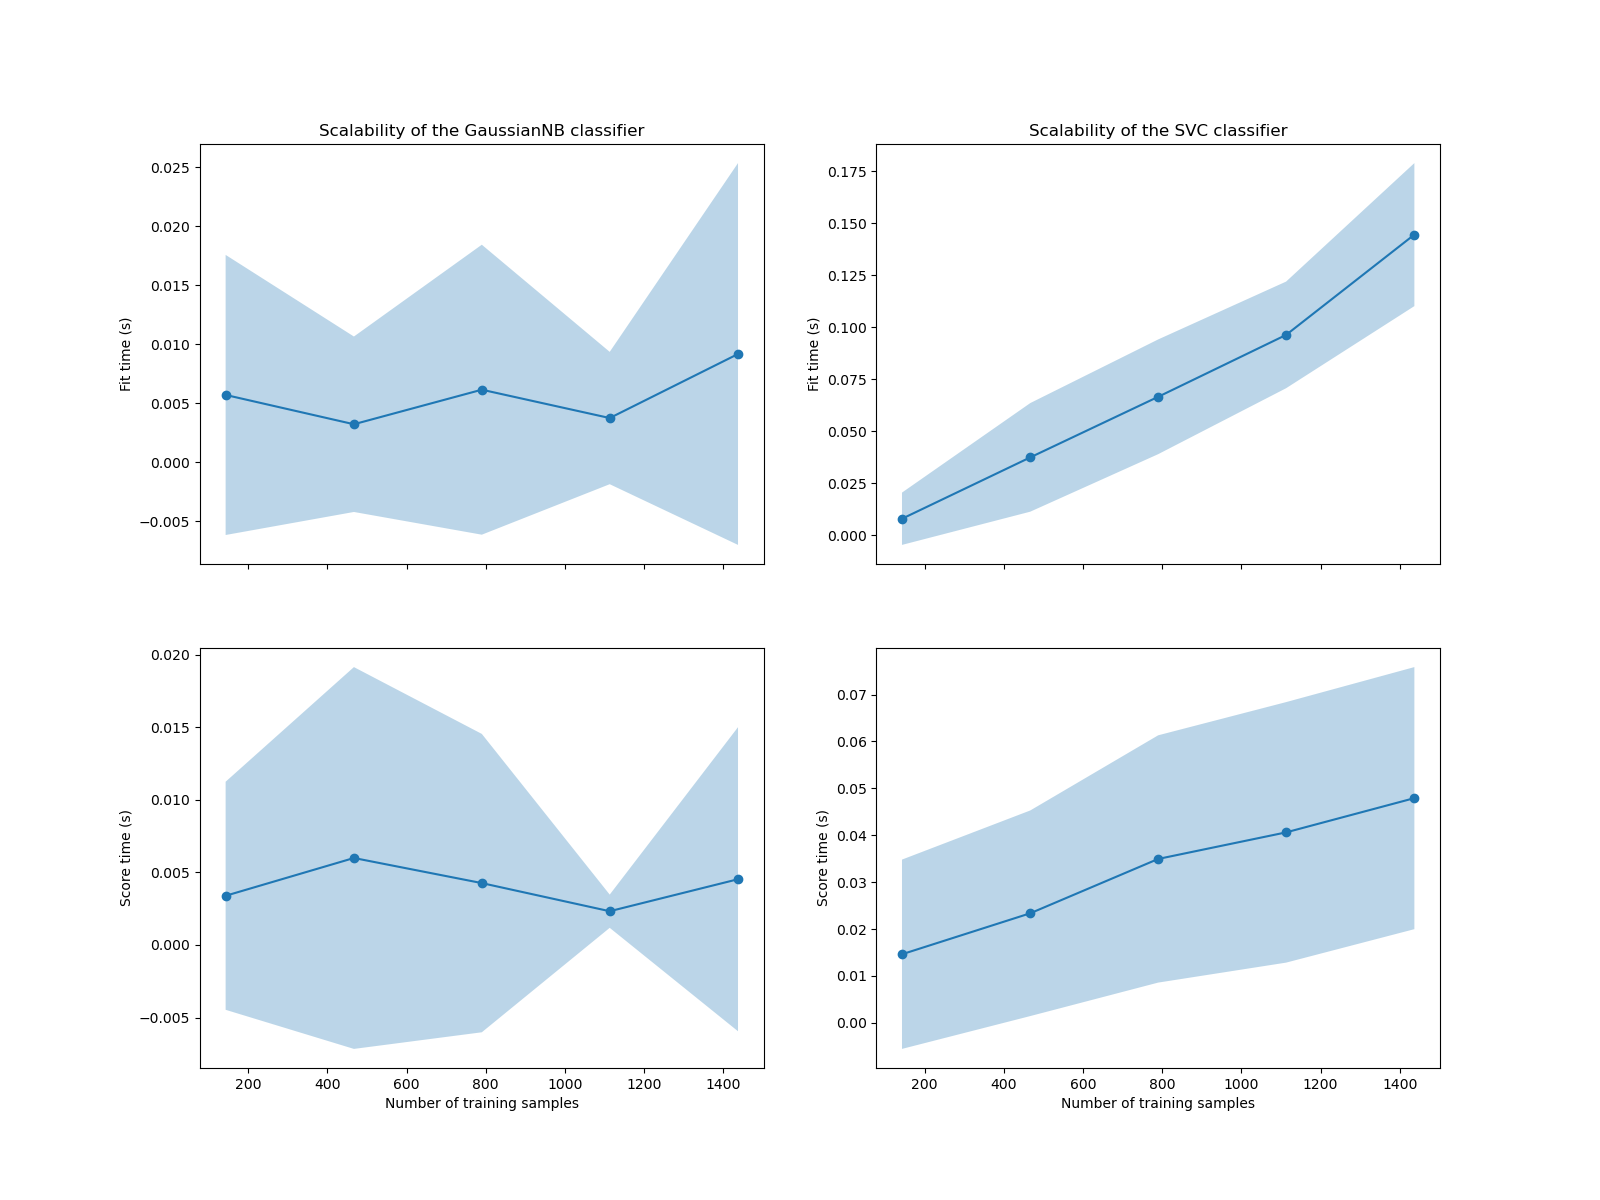 Scalability of the GaussianNB classifier
0.025
0.020
0.015
0.010
0.005
0.000
−0.005
Fit time (s)
Scalability of the SVC classifier
0.175
0.150
0.125
0.100
0.075
0.050
0.025
0.000
Fit time (s)
0.020
0.015
0.010
0.005
0.000
−0.005
Score time (s)
200 400 600 800 1000 1200 1400
Number of training samples
0.07
0.06
0.05
0.04
0.03
0.02
0.01
0.00
Score time (s)
200 400 600 800 1000 1200 1400
Number of training samples